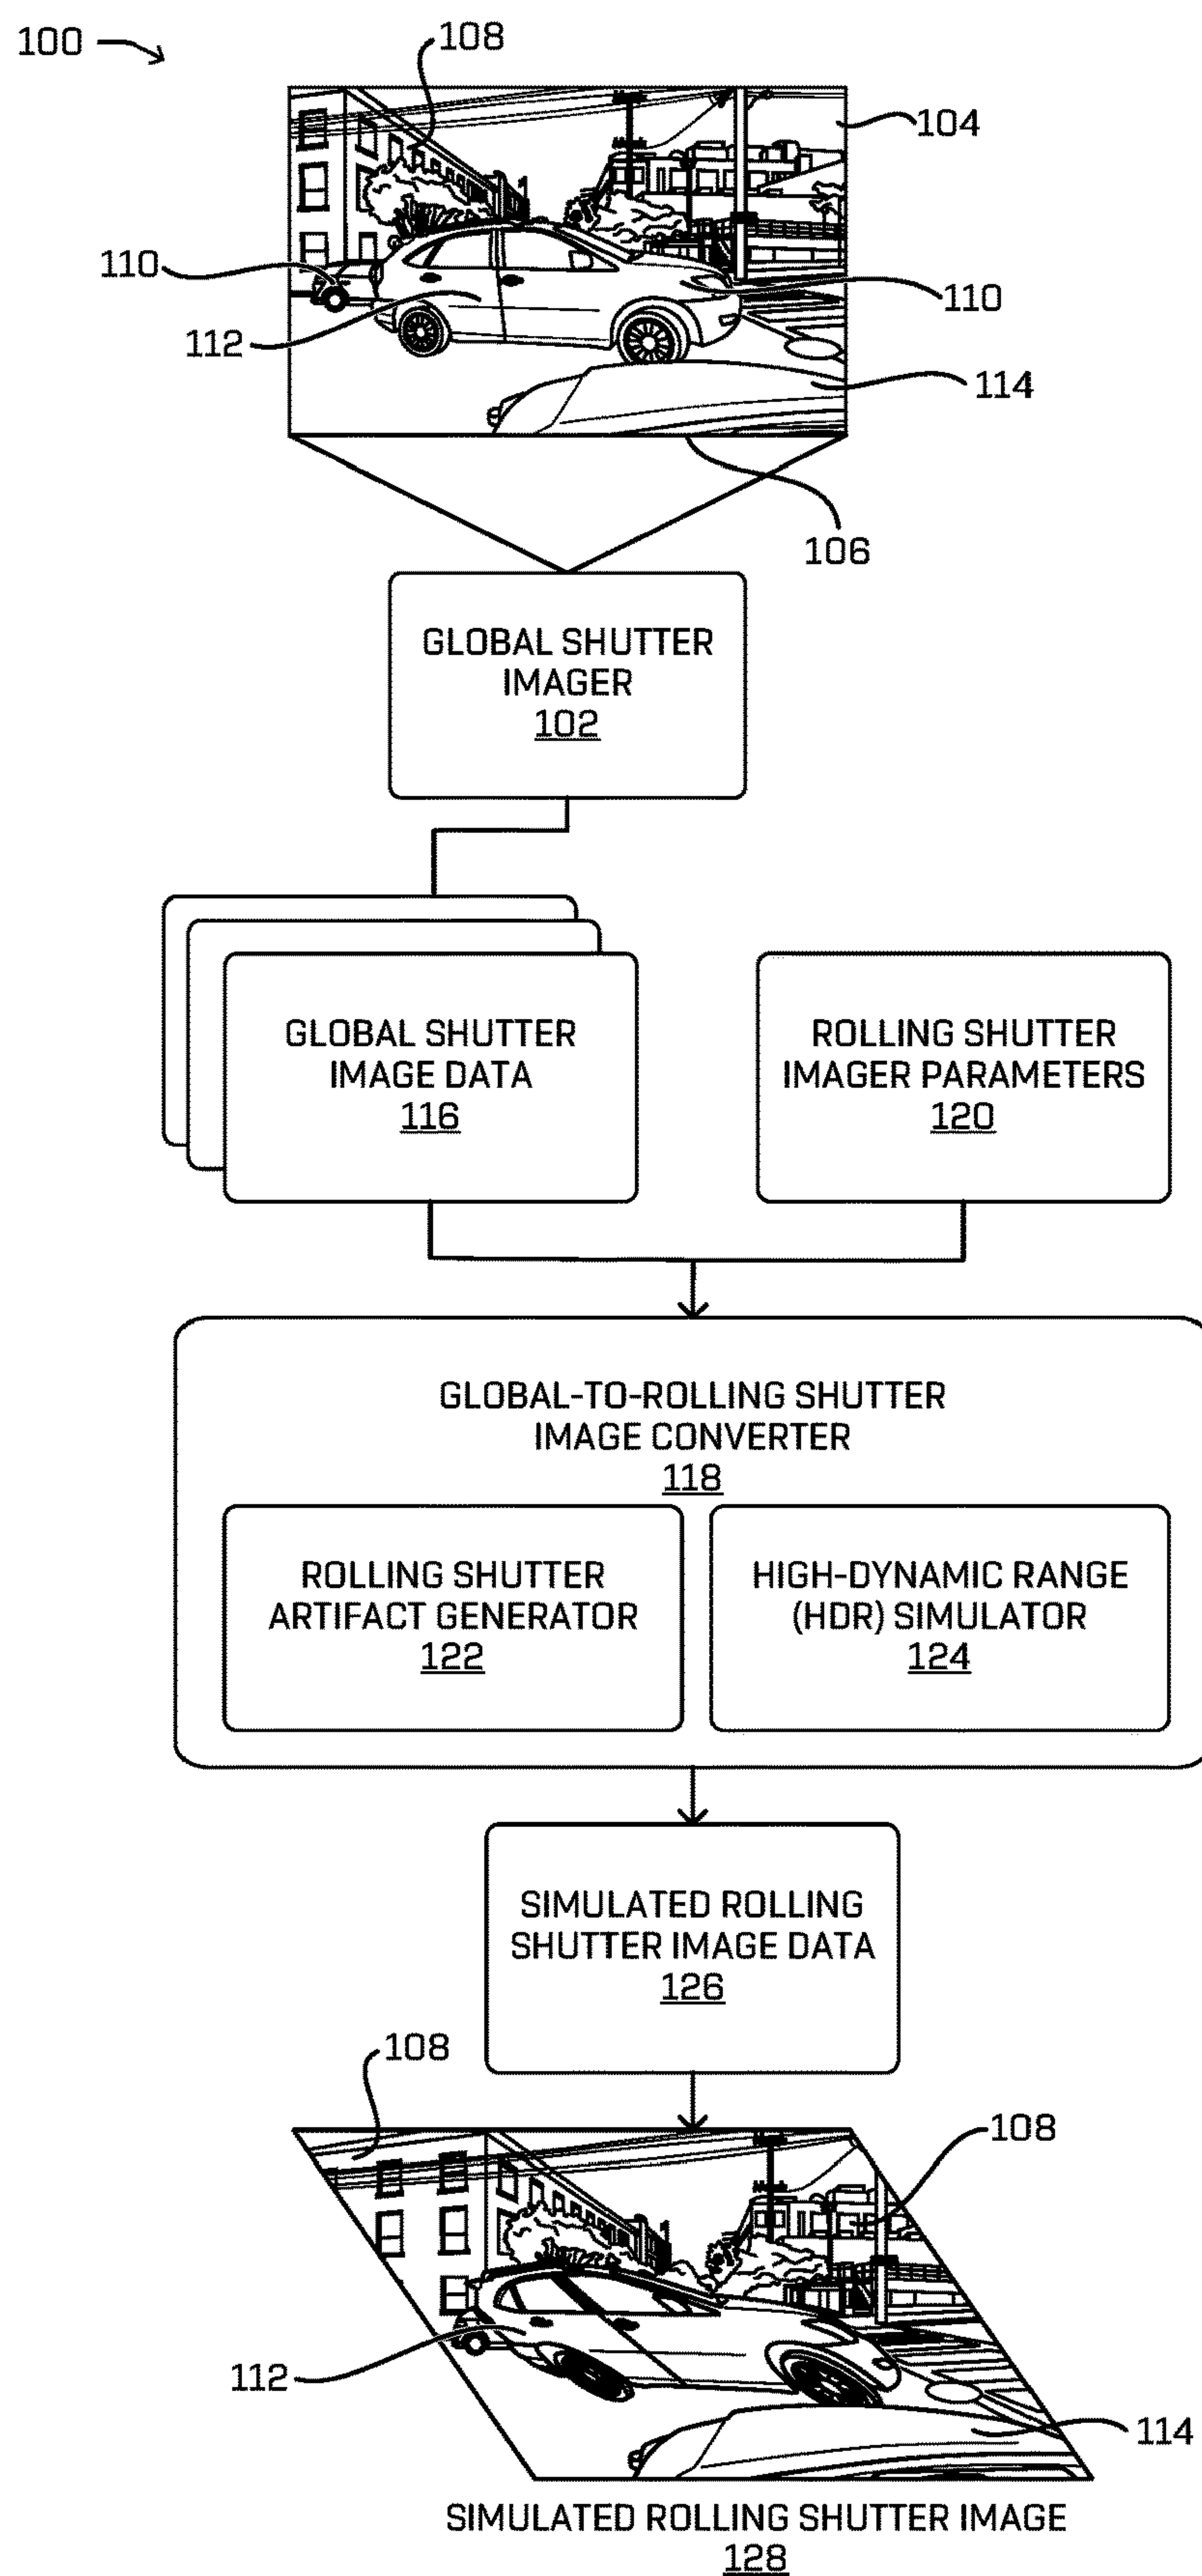 100
108
104
110
110
112
114
106
GLOBAL SHUTTER
IMAGER
102
GLOBAL SHUTTER
IMAGE DATA
116
ROLLING SHUTTER
IMAGER PARAMETERS
120
GLOBAL-TO-ROLLING SHUTTER
IMAGE CONVERTER
118
ROLLING SHUTTER
ARTIFACT GENERATOR
122
HIGH-DYNAMIC RANGE
(HDR) SIMULATOR
124
SIMULATED ROLLING
SHUTTER IMAGE DATA
126
108
108
112
114
SIMULATED ROLLING SHUTTER IMAGE
128